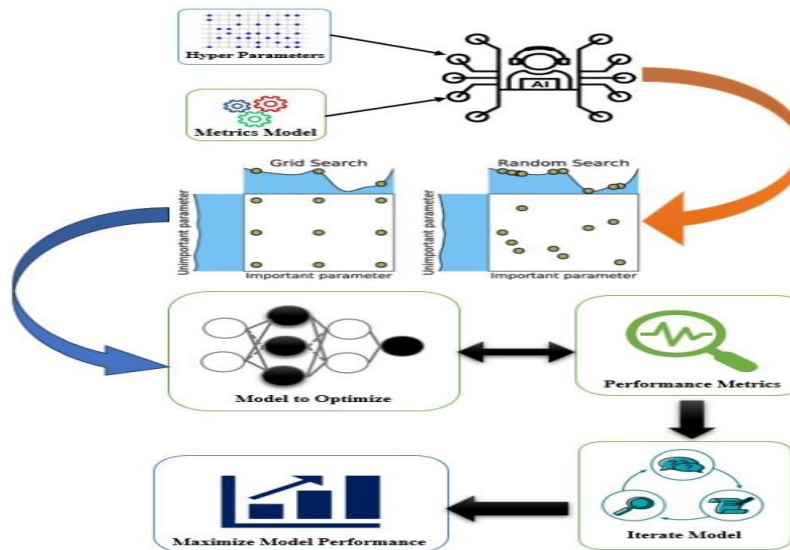 Hyper Parameters
AI
Metrics Model
Grid Search
Random Search
Unimportant parameter
Important parameter
Unimportant parameter
Important parameter
Model to Optimize
Performance Metrics
Maximize Model Performance
Iterate Model